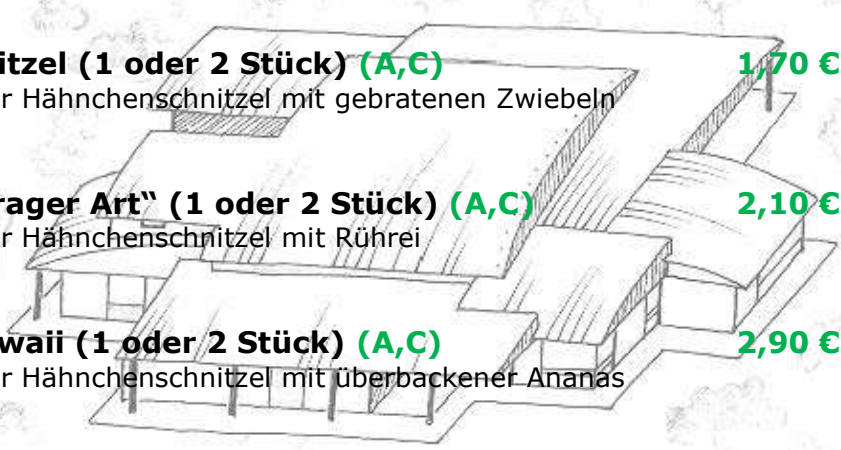 itzel (1 oder 2 Stück) (A,C) 1,70 €
r Hähnchenschnitzel mit gebratenen Zwiebeln
rager Art“ (1 oder 2 Stück) (A,C) 2,10 €
r Hähnchenschnitzel mit Rührei
waii (1 oder 2 Stück) (A,C) 2,90 €
r Hähnchenschnitzel mit überbackener Ananas